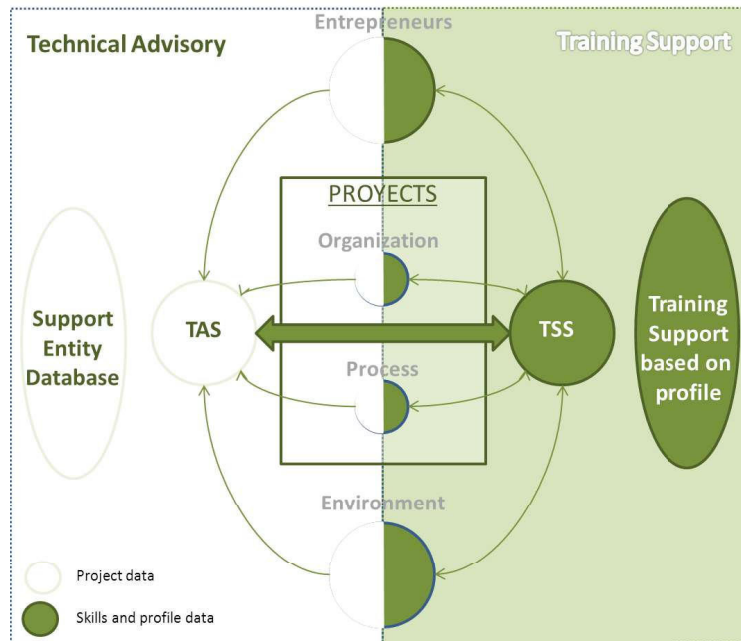 Entrepreneurs
Technical Advisory
Training Support
PROYECTS
Organization
Support
Entity
Database
TAS
TSS
Training
Support
based on
profile
Process
Environment
Project data
Skills and profile data